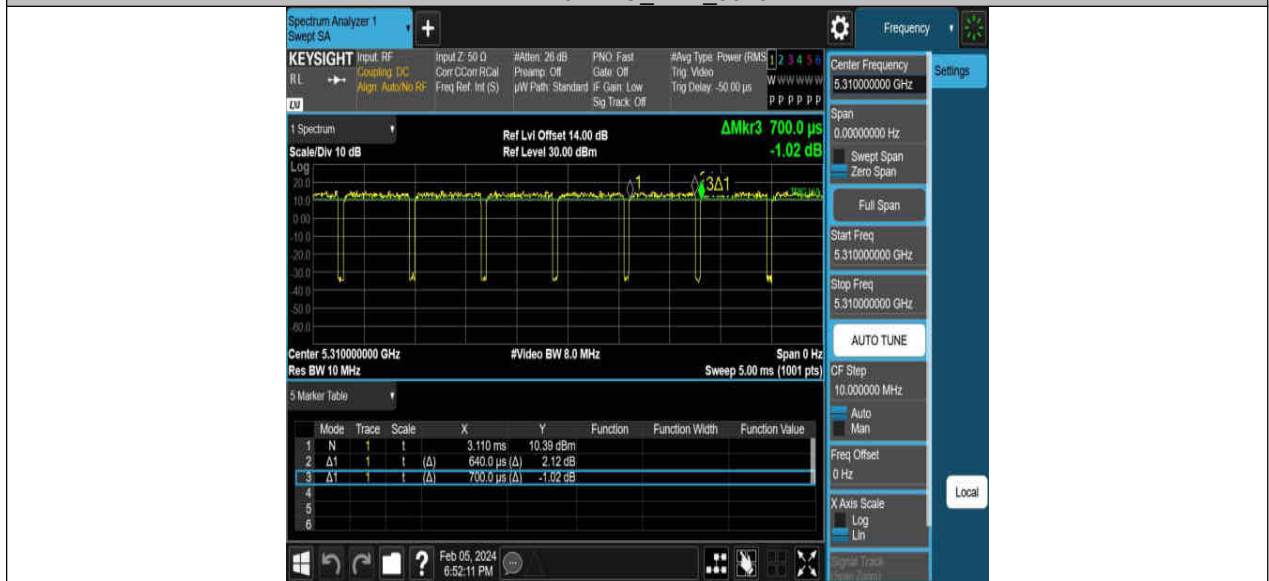 Spectrum Analyzer 1
Swept SA
+
Frequency
KEYSIGHT
RL
LXI
Input: RF
Coupling: DC
Align: Auto/No RF
Input Z: 50 Ω
Corr CCorr RCal
Freq Ref: Int (S)
#Atten: 26 dB
Preamp: Off
µW Path: Standard
PNO: Fast
Gate: Off
IF Gain: Low
Sig Track: Off
#Avg Type: Power (RMS
Trig: Video
Trig Delay: -50.00 µs
1 2 3 4 5 6
W W W W W W
P P P P P P
Center Frequency
5.310000000 GHz
Settings
Span
0.00000000 Hz
Swept Span
Zero Span
Full Span
Start Freq
5.310000000 GHz
Stop Freq
5.310000000 GHz
AUTO TUNE
CF Step
10.000000 MHz
Auto
Man
Freq Offset
0 Hz
X Axis Scale
Log
Lin
Signal Track
(Span Zoom)
Local
1 Spectrum
Scale/Div 10 dB
Ref Lvl Offset 14.00 dB
Ref Level 30.00 dBm
ΔMkr3 700.0 µs
-1.02 dB
Log
20.0
10.0
0.00
-10.0
-20.0
-30.0
-40.0
-50.0
-60.0
1
3Δ1
Center 5.310000000 GHz
#Video BW 8.0 MHz
Span 0 Hz
Res BW 10 MHz
Sweep 5.00 ms (1001 pts)
5 Marker Table
Mode Trace Scale X Y Function Function Width Function Value
1 N 1 t 3.110 ms 10.39 dBm
2 Δ1 1 t (Δ) 640.0 µs (Δ) 2.12 dB
3 Δ1 1 t (Δ) 700.0 µs (Δ) -1.02 dB
4
5
6
?
Feb 05, 2024
6:52:11 PM